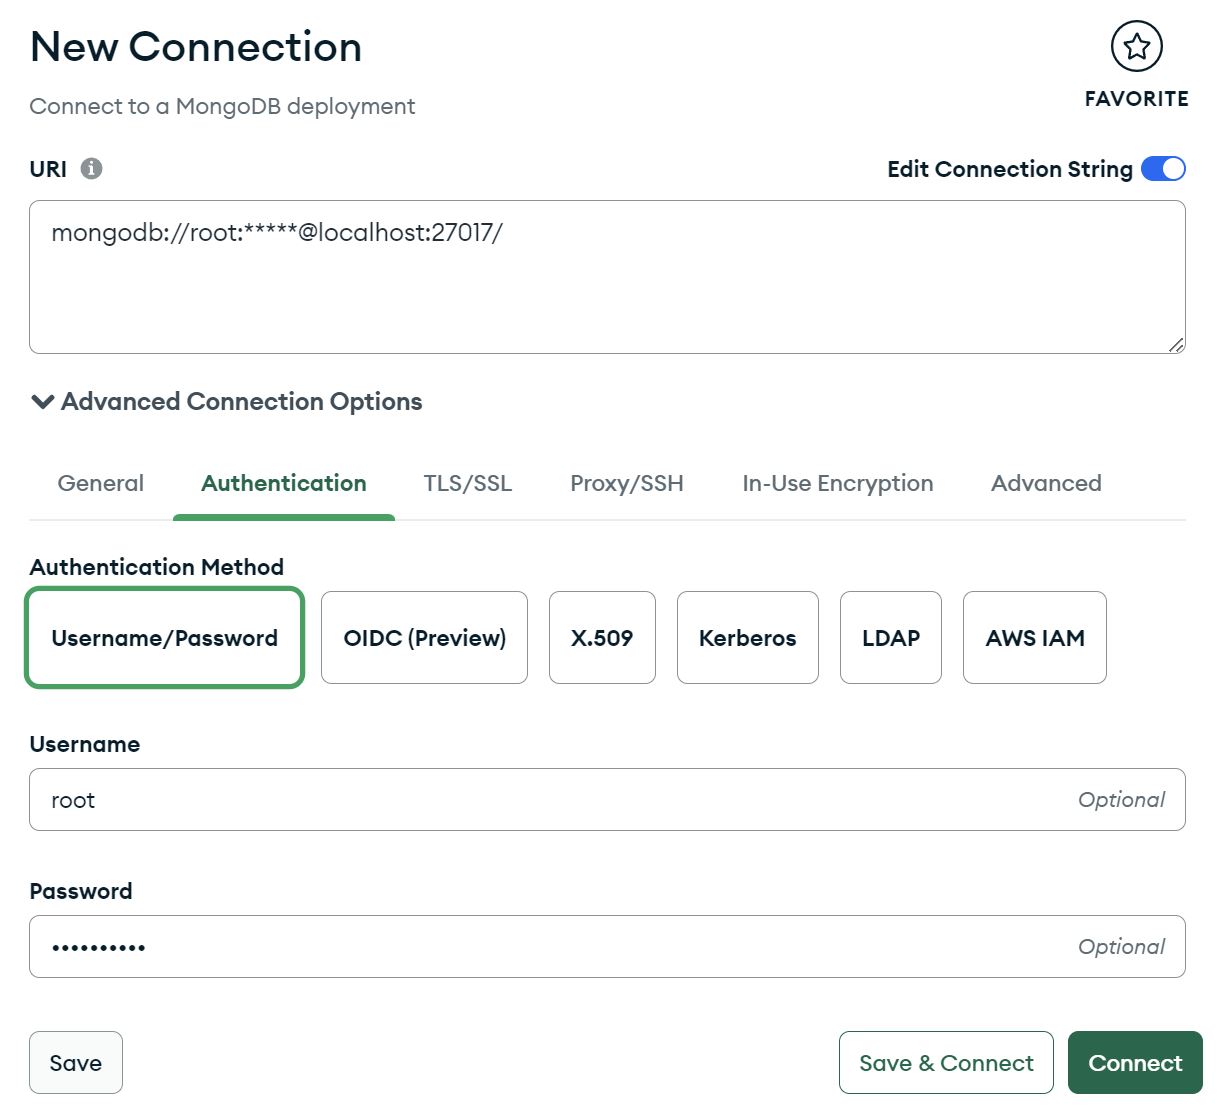 New Connection
FAVORITE
Connect to a MongoDB deployment
URI
Edit Connection String
mongodb://root:*****@localhost:27017/
Advanced Connection Options
General Authentication TLS/SSL Proxy/SSH In-Use Encryption Advanced
Authentication Method
Username/Password OIDC (Preview) X.509 Kerberos LDAP AWS IAM
Username
root Optional
Password
•••••••••• Optional
Save Save & Connect Connect